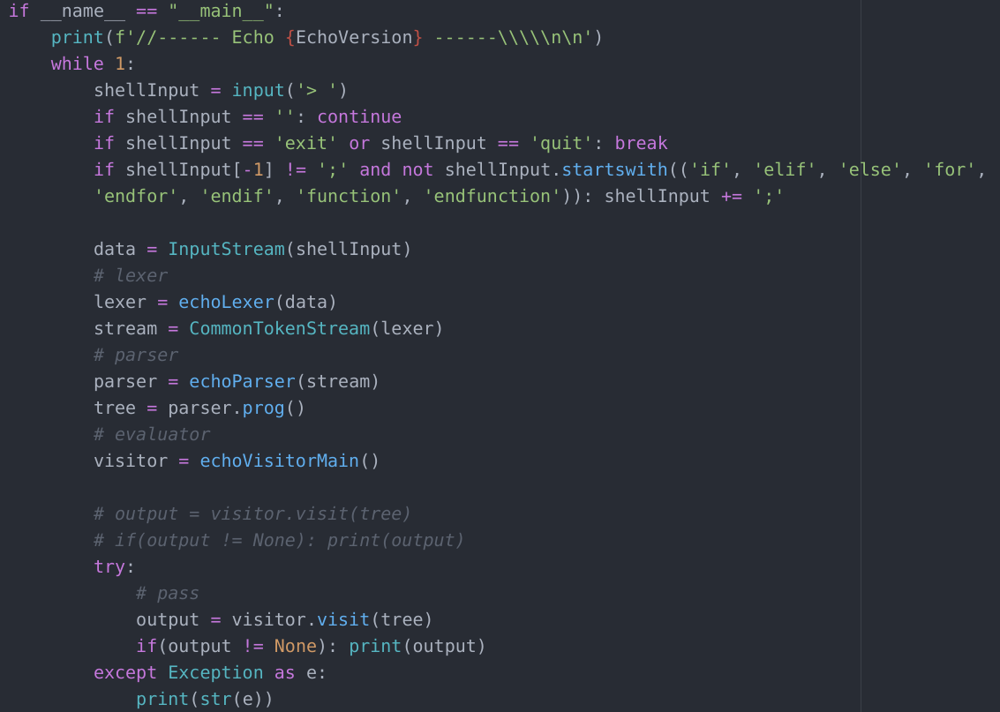 if __name__ == "__main__":
    print(f'//------ Echo {EchoVersion} ------\\\\\n\n')
    while 1:
        shellInput = input('> ')
        if shellInput == '': continue
        if shellInput == 'exit' or shellInput == 'quit': break
        if shellInput[-1] != ';' and not shellInput.startswith(('if', 'elif', 'else', 'for',
        'endfor', 'endif', 'function', 'endfunction')): shellInput += ';'

        data = InputStream(shellInput)
        # lexer
        lexer = echoLexer(data)
        stream = CommonTokenStream(lexer)
        # parser
        parser = echoParser(stream)
        tree = parser.prog()
        # evaluator
        visitor = echoVisitorMain()

        # output = visitor.visit(tree)
        # if(output != None): print(output)
        try:
            # pass
            output = visitor.visit(tree)
            if(output != None): print(output)
        except Exception as e:
            print(str(e))